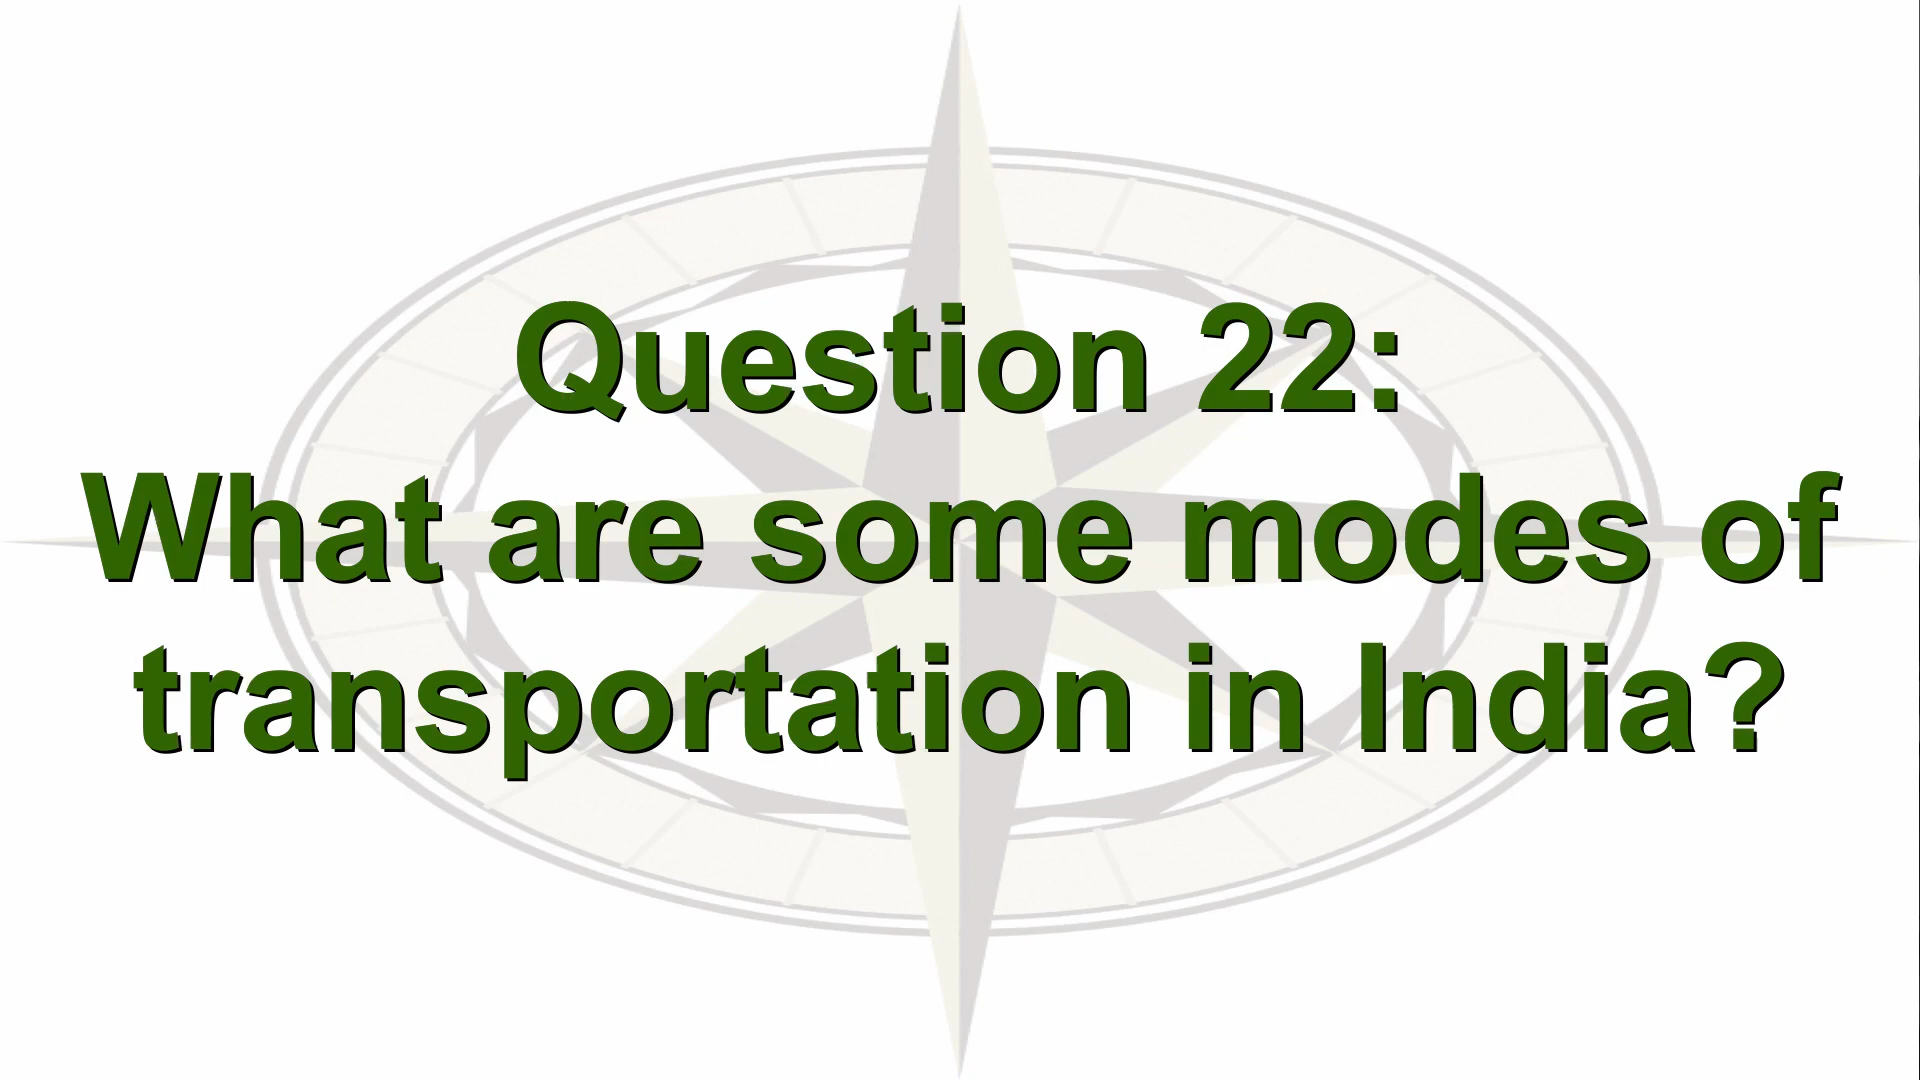 Question 22:
What are some modes of
transportation in India?